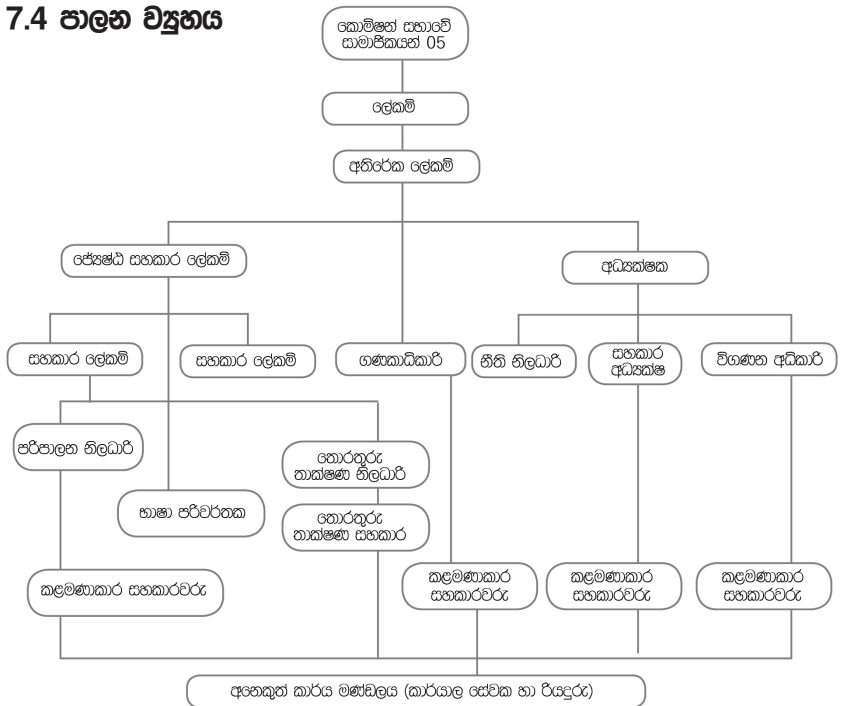 7.4 පාලන ව්‍යුහය
කොමිෂන් සභාවේ
සාමාජිකයන් 05
ලේකම්
අතිරේක ලේකම්
ජ්‍යෙෂ්ඨ සහකාර ලේකම්
අධ්‍යක්ෂක
සහකාර ලේකම්
සහකාර ලේකම්
ගණකාධිකාරි
නීති නිලධාරි
සහකාර
අධ්‍යක්ෂ
විගණන අධිකාරි
පරිපාලන නිලධාරි
තොරතුරු
තාක්ෂණ නිලධාරි
භාෂා පරිවර්තක
තොරතුරු
තාක්ෂණ සහකාර
කළමණාකාර සහකාරවරු
කළමණාකාර
සහකාරවරු
කළමණාකාර
සහකාරවරු
කළමණාකාර
සහකාරවරු
අනෙකුත් කාර්ය මණ්ඩලය (කාර්යාල සේවක හා රියදුරු)